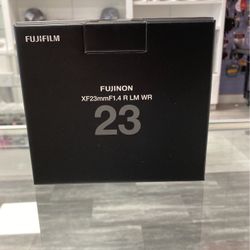 FUJIFILM
FUJINON
XF23mmF1.4 R LM WR
23